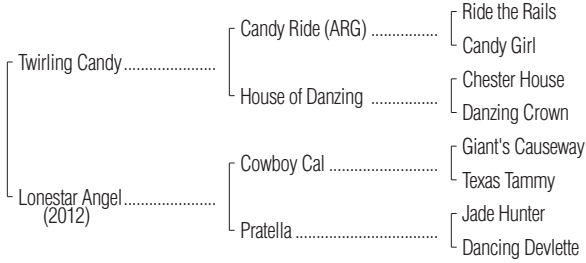 Ride the Rails
Candy Ride (ARG) ..................
Candy Girl
Twirling Candy ......................
Chester House
House of Danzing ..................
Danzing Crown
Giant's Causeway
Cowboy Cal .............................
Texas Tammy
Lonestar Angel ......................
(2012)
Jade Hunter
Pratella ......................................
Dancing Devlette